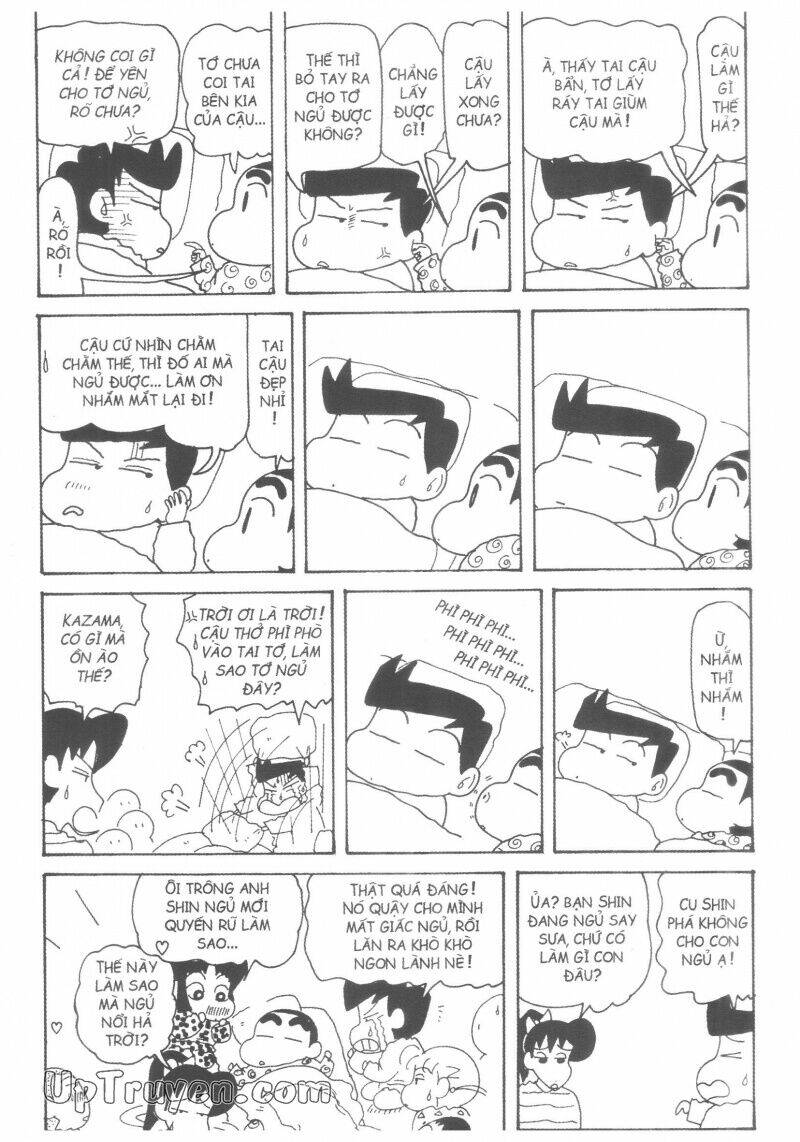 CẬU
LÀM
GÌ
THẾ
HẢ?
À, THẤY TAI CẬU
BẨN, TỚ LẤY
RÁY TAI GIÙM
CẬU MÀ!
CẬU
LẤY
XONG
CHƯA?
CHẲNG
LẤY
ĐƯỢC
GÌ!
THẾ THÌ
BỎ TAY RA
CHO TỚ
NGỦ ĐƯỢC
KHÔNG?
TỚ CHƯA
COI TAI
BÊN KIA
CỦA CẬU...
KHÔNG COI GÌ
CẢ! ĐỂ YÊN
CHO TỚ NGỦ,
RÕ CHƯA?
À,
RÕ
RỒI!
TAI
CẬU
ĐẸP
NHỈ!
CẬU CỨ NHÌN CHẰM
CHẰM THẾ, THÌ ĐỐ AI MÀ
NGỦ ĐƯỢC... LÀM ƠN
NHẮM MẮT LẠI ĐI!
Ừ,
NHẮM
THÌ
NHẮM!
PHÌ PHÌ PHÌ...
PHÌ PHÌ PHÌ...
PHÌ PHÌ PHÌ...
TRỜI ƠI LÀ TRỜI!
CẬU THỞ PHÌ PHÒ
VÀO TAI TỚ, LÀM
SAO TỚ NGỦ
ĐÂY?
KAZAMA,
CÓ GÌ MÀ
ỒN ÀO
THẾ?
CU SHIN
PHÁ KHÔNG
CHO CON
NGỦ Ạ!
ỦA? BẠN SHIN
ĐANG NGỦ SAY
SƯA, CHỨ CÓ
LÀM GÌ CON
ĐÂU?
THẬT QUÁ ĐÁNG!
NÓ QUẬY CHO MÌNH
MẤT GIẤC NGỦ, RỒI
LĂN RA KHÒ KHÒ
NGON LÀNH NÈ!
ÔI TRÔNG ANH
SHIN NGỦ MỚI
QUYẾN RŨ LÀM
SAO...
THẾ NÀY
LÀM SAO
MÀ NGỦ
NỔI HẢ
TRỜI?
UpTruyen.com